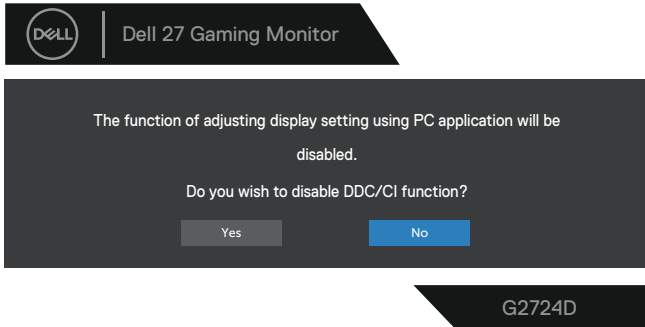 DELL
Dell 27 Gaming Monitor
The function of adjusting display setting using PC application will be
disabled.
Do you wish to disable DDC/CI function?
Yes No
G2724D